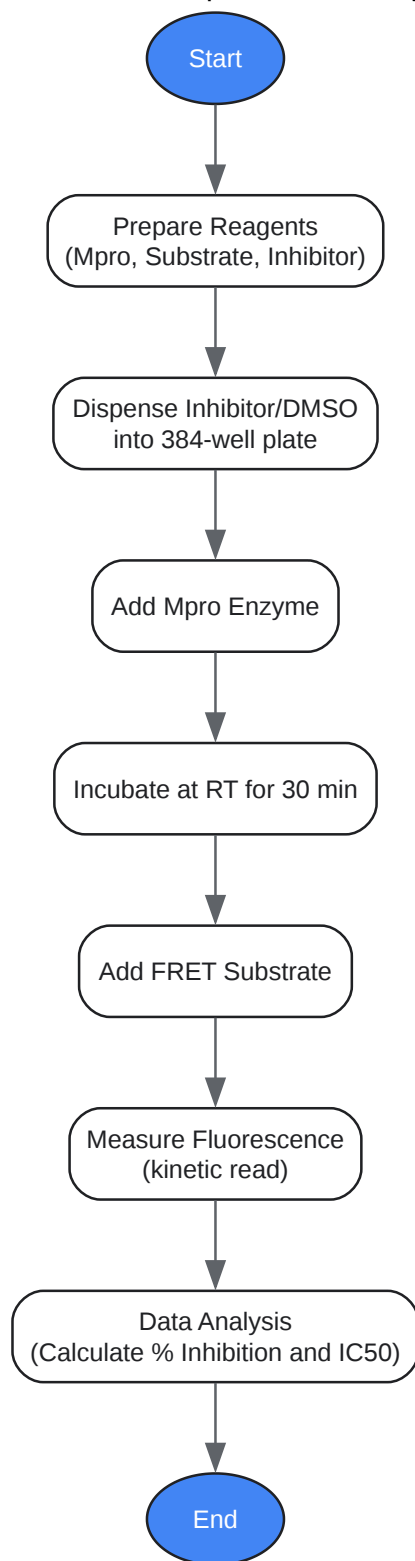 Start
Prepare Reagents
(Mpro, Substrate, Inhibitor)
Dispense Inhibitor/DMSO
into 384-well plate
Add Mpro Enzyme
Incubate at RT for 30 min
Add FRET Substrate
Measure Fluorescence
(kinetic read)
Data Analysis
(Calculate % Inhibition and IC50)
End